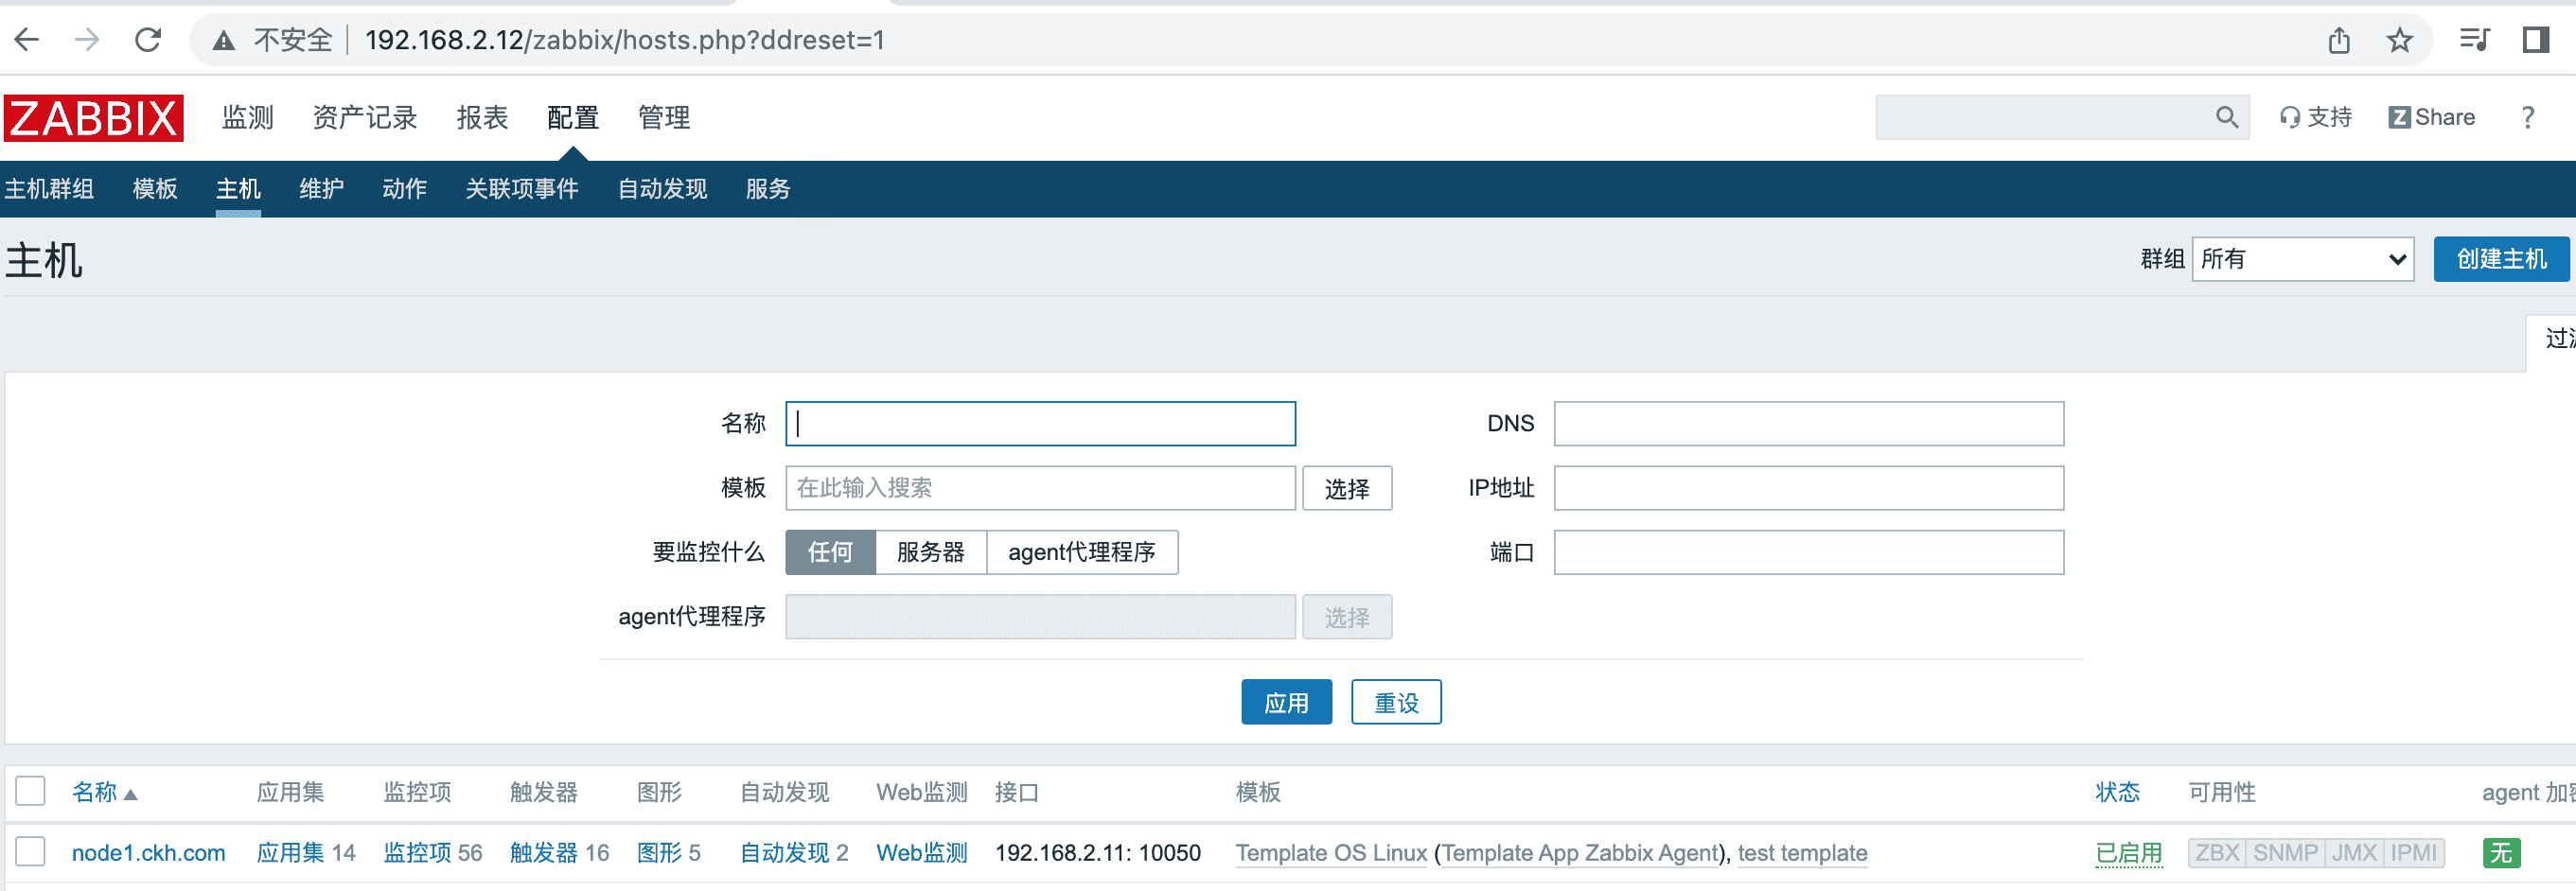 不安全 192.168.2.12/zabbix/hosts.php?ddreset=1
ZABBIX 监测 资产记录 报表 配置 管理 支持 Z Share ?
主机群组 模板 主机 维护 动作 关联项事件 自动发现 服务
主机 群组 所有 创建主机
名称 DNS
模板 在此输入搜索 选择 IP地址
要监控什么 任何 服务器 agent代理程序 端口
agent代理程序 选择
应用 重设
名称 应用集 监控项 触发器 图形 自动发现 Web监测 接口 模板 状态 可用性 agent
node1.ckh.com 应用集 14 监控项 56 触发器 16 图形 5 自动发现 2 Web监测 192.168.2.11: 10050 Template OS Linux (Template App Zabbix Agent), test template 已启用 ZBX SNMP JMX IPMI 无